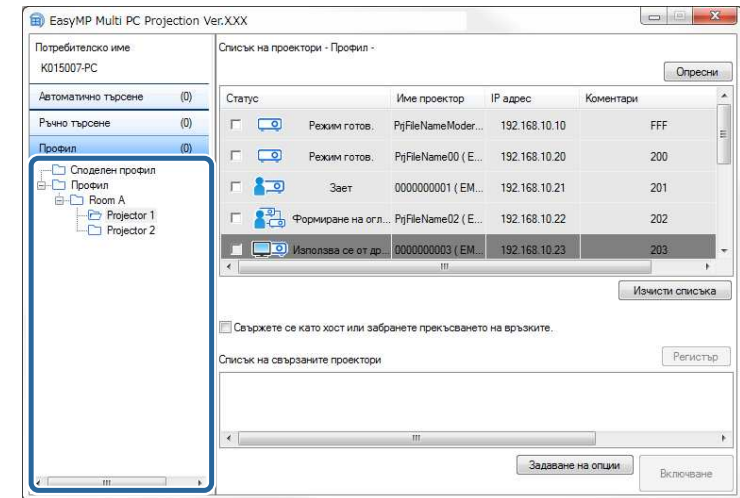 EasyMP Multi PC Projection Ver.XXX
Потребителско име
K015007-PC
Автоматично търсене (0)
Ръчно търсене (0)
Профил (0)
Споделен профил
Профил
Room A
Projector 1
Projector 2
Списък на проектори - Профил -
Опресни
Статус Име проектор IP адрес Коментари
Режим готов. PrjFileNameModer... 192.168.10.10 FFF
Режим готов. PrjFileName00 ( E... 192.168.10.20 200
Зает 0000000001 ( EM... 192.168.10.21 201
Формиране на огл... PrjFileName02 ( E... 192.168.10.22 202
Използва се от др... 0000000003 ( EM... 192.168.10.23 203
Изчисти списъка
Свържете се като хост или забранете прекъсването на връзките.
Списък на свързаните проектори
Регистър
Задаване на опции
Включване